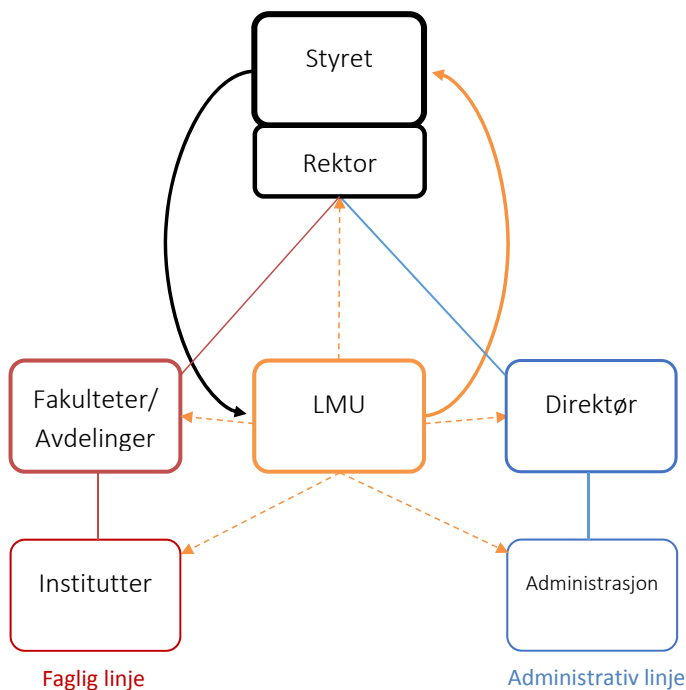 Styret
Rektor
Fakulteter/
Avdelinger
LMU
Direktør
Institutter
Administrasjon
Faglig linje
Administrativ linje